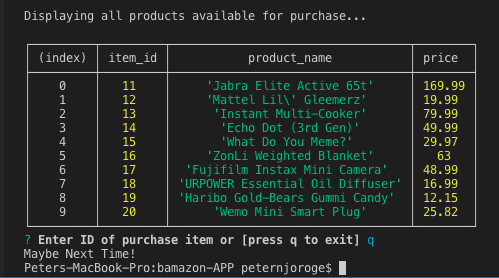 Displaying all products available for purchase...
(index) item_id product_name price
0 11 'Jabra Elite Active 65t' 169.99
1 12 'Mattel Lil\' Gleemerz' 19.99
2 13 'Instant Multi-Cooker' 79.99
3 14 'Echo Dot (3rd Gen)' 49.99
4 15 'What Do You Meme?' 29.97
5 16 'ZonLi Weighted Blanket' 63
6 17 'Fujifilm Instax Mini Camera' 48.99
7 18 'URPOWER Essential Oil Diffuser' 16.99
8 19 'Haribo Gold-Bears Gummi Candy' 12.15
9 20 'Wemo Mini Smart Plug' 25.82
? Enter ID of purchase item or [press q to exit] q
Maybe Next Time!
Peters-MacBook-Pro:bamazon-APP peternjoroge$